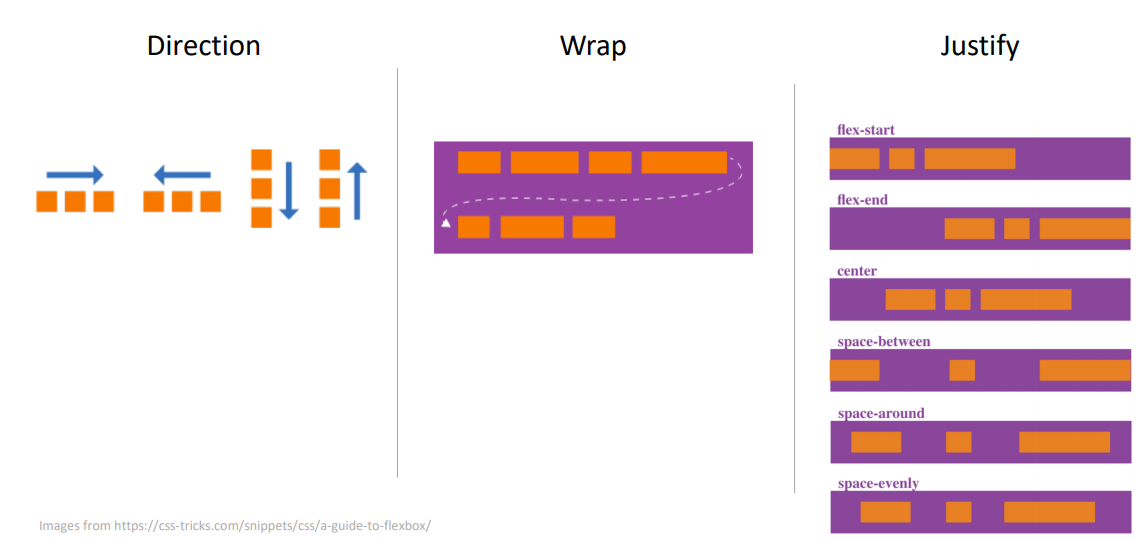 Direction
Wrap
Justify
flex-start
flex-end
center
space-between
space-around
space-evenly
Images from https://css-tricks.com/snippets/css/a-guide-to-flexbox/